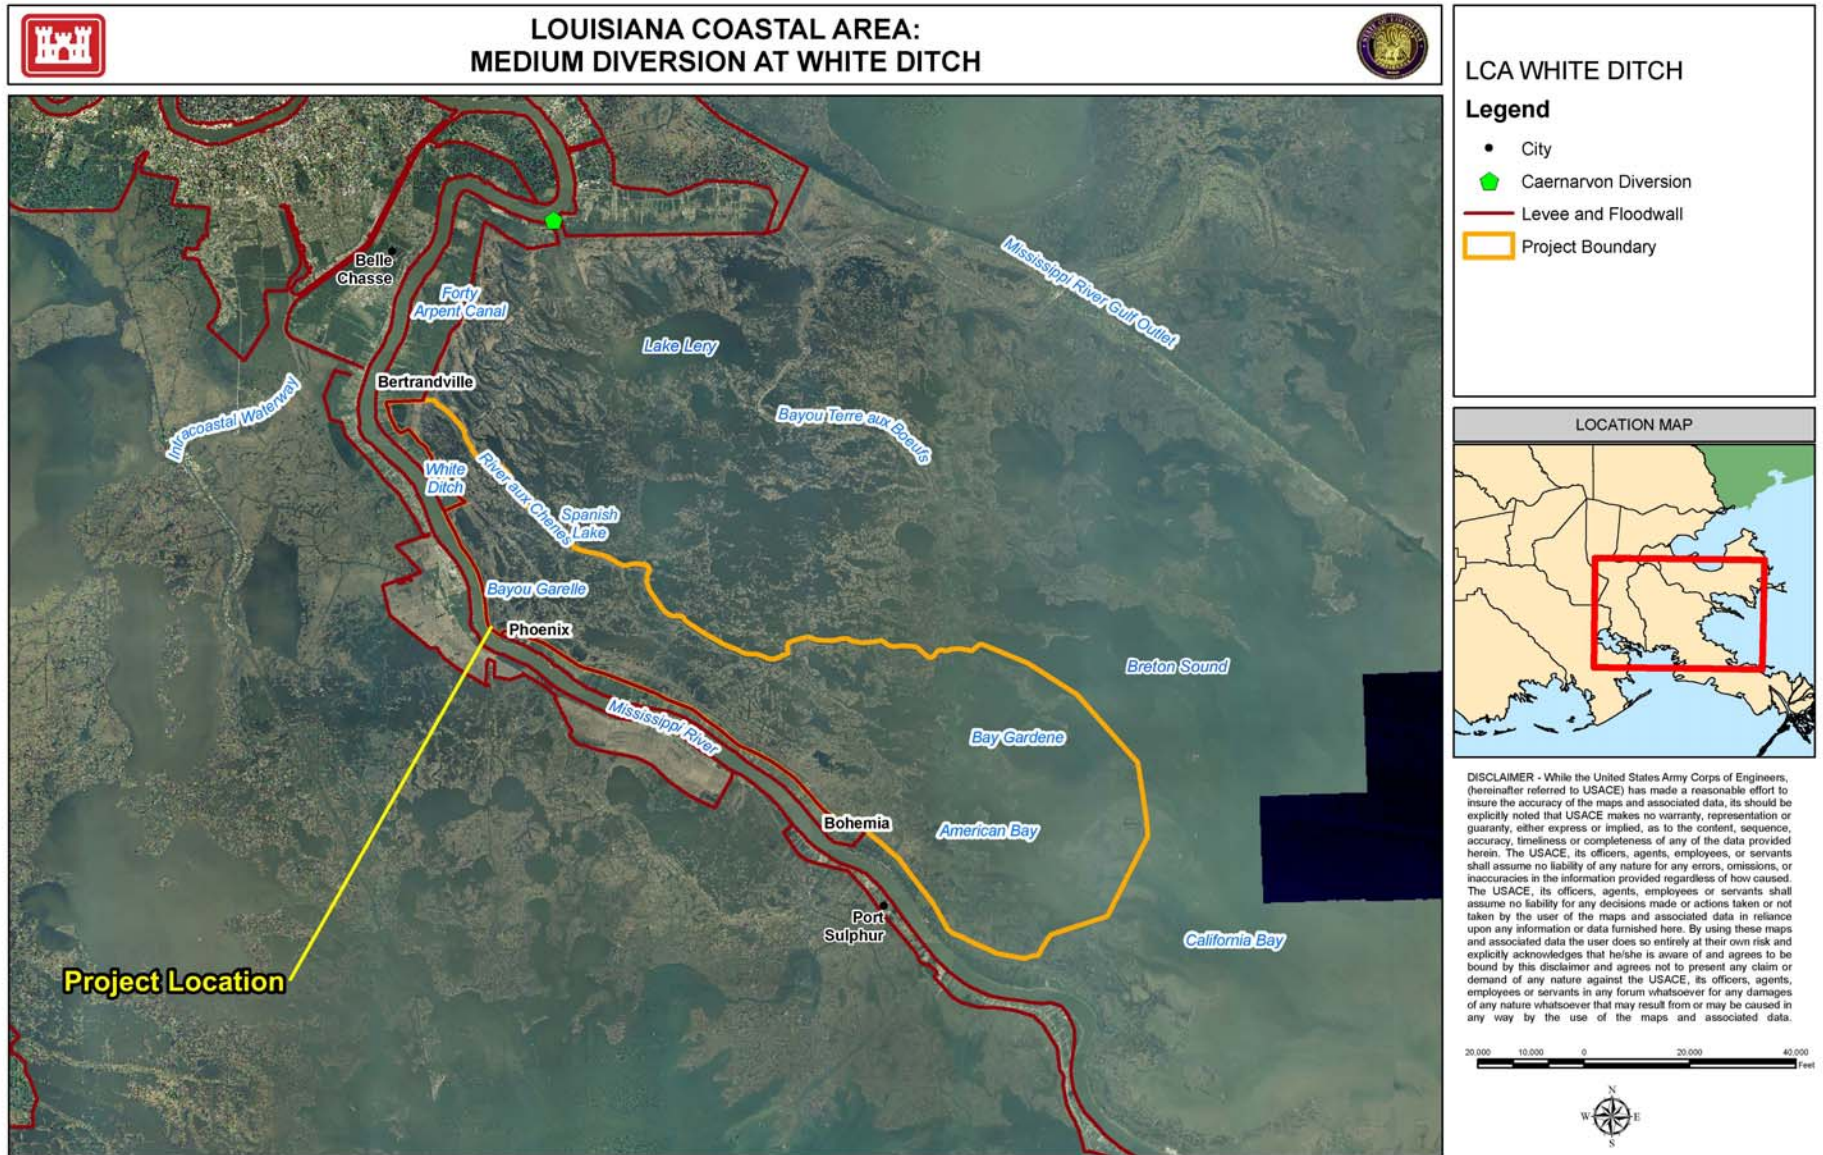 LOUISIANA COASTAL AREA:
MEDIUM DIVERSION AT WHITE DITCH
LCA WHITE DITCH
Legend
City
Caernarvon Diversion
Levee and Floodwall
Project Boundary
Belle
Chasse
Forty
Arpent Canal
Mississippi River Gulf Outlet
Lake Lery
Bertrandville
Intracoastal Waterway
Bayou Terre aux Boeufs
White
Ditch
River aux Chenes
Spanish
Lake
Bayou Garelle
Phoenix
Breton Sound
Mississippi River
Bay Gardene
Bohemia
American Bay
Port
Sulphur
California Bay
Project Location
LOCATION MAP
DISCLAIMER - While the United States Army Corps of Engineers,
(hereinafter referred to USACE) has made a reasonable effort to
insure the accuracy of the maps and associated data, its should be
explicitly noted that USACE makes no warranty, representation or
guaranty, either express or implied, as to the content, sequence,
accuracy, timeliness or completeness of any of the data provided
herein. The USACE, its officers, agents, employees, or servants
shall assume no liability of any nature for any errors, omissions, or
inaccuracies in the information provided regardless of how caused.
The USACE, its officers, agents, employees or servants shall
assume no liability for any decisions made or actions taken or not
taken by the user of the maps and associated data in reliance
upon any information or data furnished here. By using these maps
and associated data the user does so entirely at their own risk and
explicitly acknowledges that he/she is aware of and agrees to be
bound by this disclaimer and agrees not to present any claim or
demand of any nature against the USACE, its officers, agents,
employees or servants in any forum whatsoever for any damages
of any nature whatsoever that may result from or may be caused in
any way by the use of the maps and associated data.
20,000 10,000 0 20,000 40,000
Feet
N
W E
S